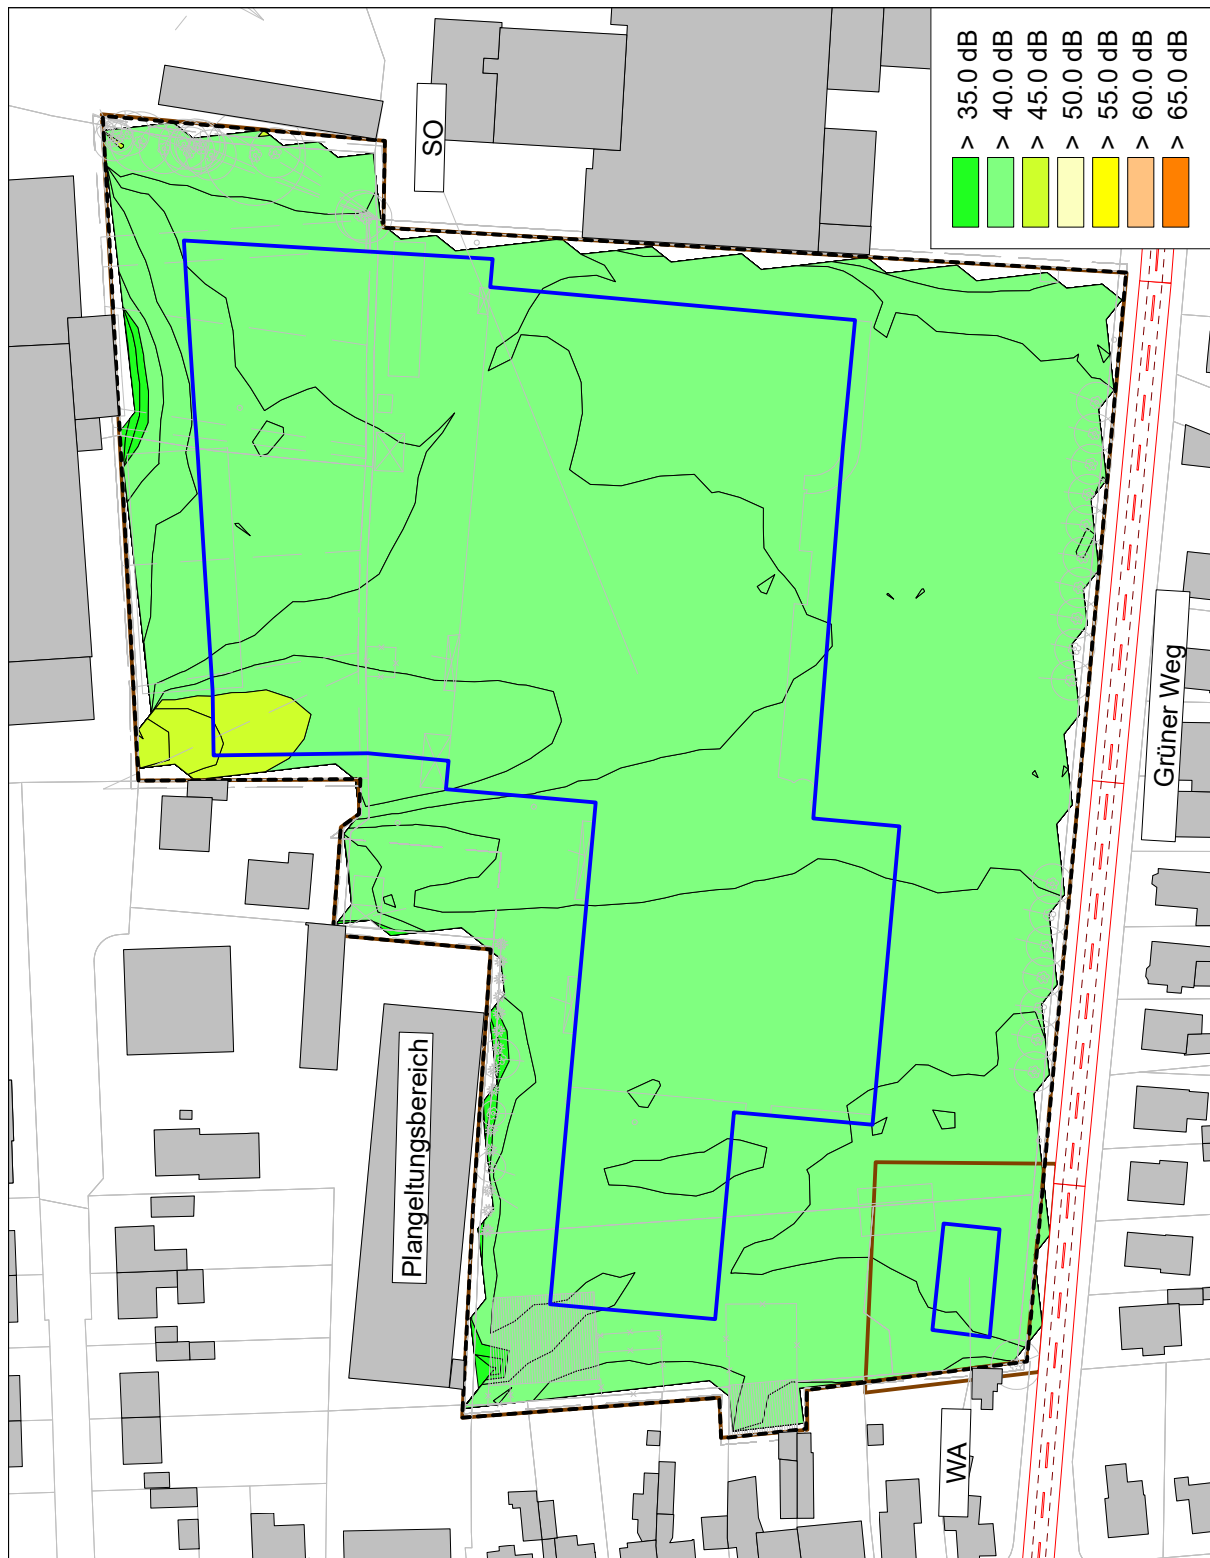 SO
> 35.0 dB
> 40.0 dB
> 45.0 dB
> 50.0 dB
> 55.0 dB
> 60.0 dB
> 65.0 dB
Grüner Weg
Plangeltungsbereich
WA